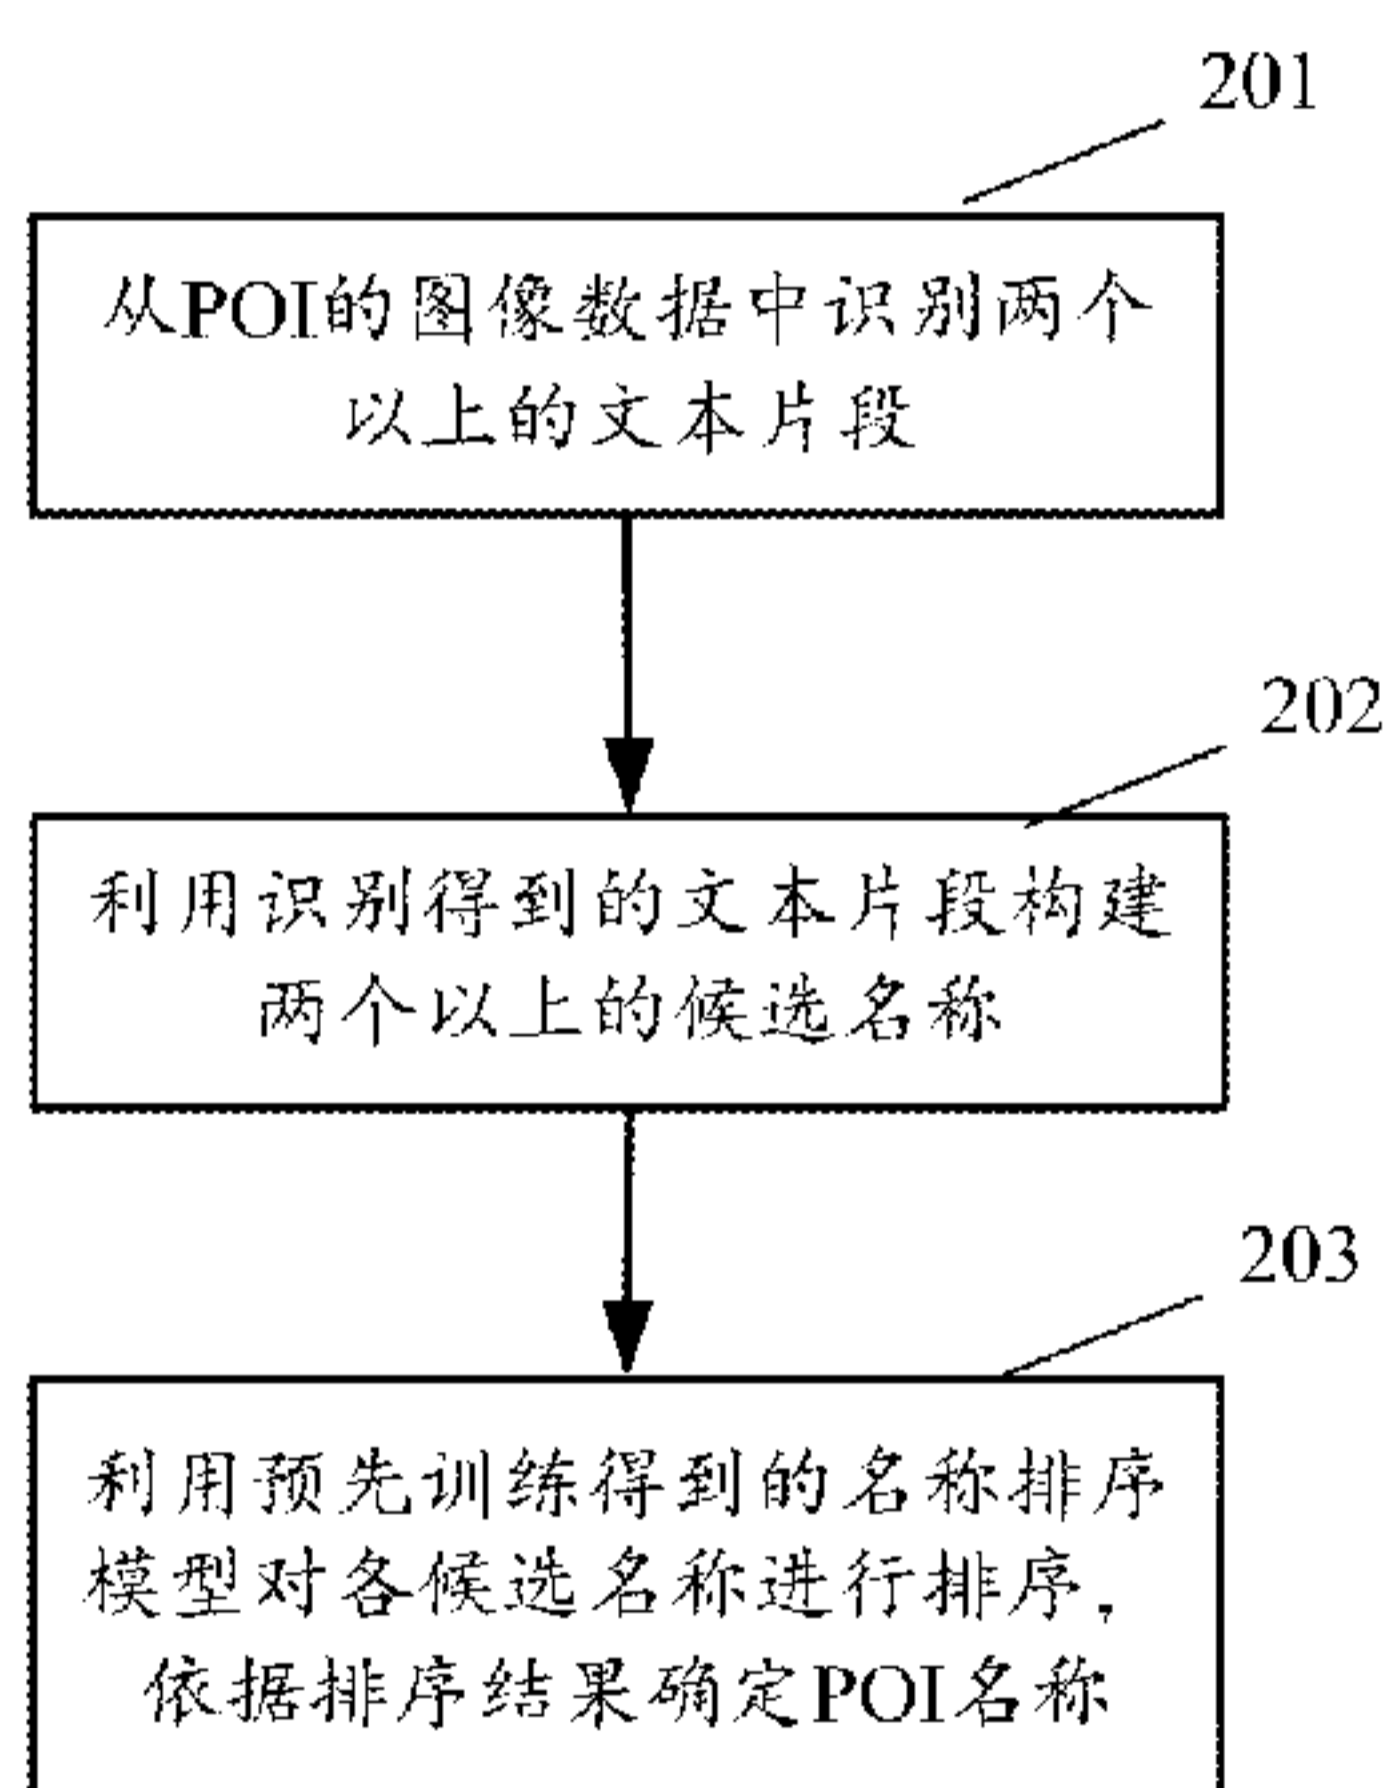 201
从POI的图像数据中识别两个
以上的文本片段
202
利用识别得到的文本片段构建
两个以上的候选名称
203
利用预先训练得到的名称排序
模型对各候选名称进行排序，
依据排序结果确定POI名称